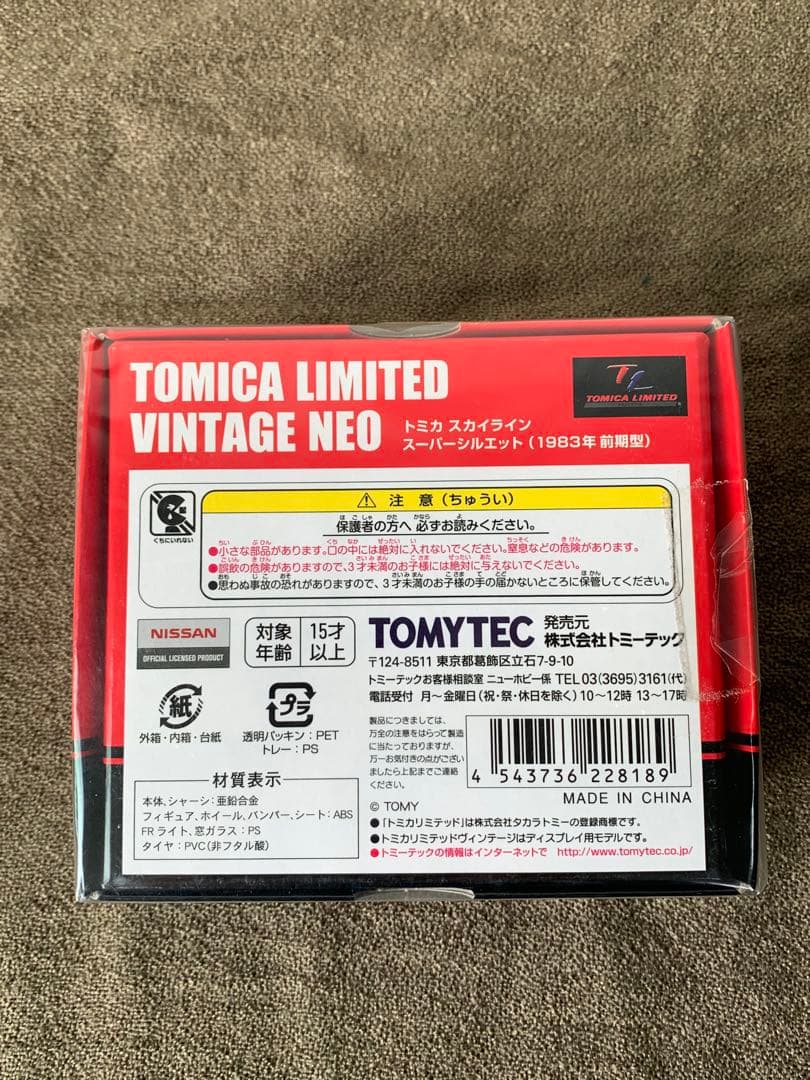 TOMICA LIMITED
VINTAGE NEO
トミカ スカイライン
スーパーシルエット(1983年 前期型)
TL
TOMICA LIMITED
くちにいれない
⚠ 注 意(ちゅうい)
保護者の方へ 必ずお読みください。
●小さな部品があります。口の中には絶対に入れないでください。窒息などの危険があります。
●誤飲の危険がありますので、3才未満のお子様には絶対に与えないでください。
●思わぬ事故の恐れがありますので、3才未満のお子様の手の届かないところに保管してください。
NISSAN
OFFICIAL LICENSED PRODUCT
対象年齢
15才以上
TOMYTEC
発売元
株式会社トミーテック
〒124-8511 東京都葛飾区立石7-9-10
トミーテックお客様相談室 ニューホビー係 TEL 03(3695)3161(代)
電話受付 月~金曜日(祝・祭・休日を除く)10~12時 13~17時
紙
外箱・内箱・台紙
プラ
透明パッキン:PET
トレー:PS
製品につきましては、
万全の注意をはらって製造
に当たっておりますが、
万一お気付きの点がござい
ましたら上記までご連絡
ください。
4 543736 228189
MADE IN CHINA
材質表示
本体、シャーシ:亜鉛合金
フィギュア、ホイール、バンパー、シート:ABS
FRライト、窓ガラス:PS
タイヤ:PVC(非フタル酸)
© TOMY
●「トミカリミテッド」は株式会社タカラトミーの登録商標です。
●トミカリミテッドヴィンテージはディスプレイ用モデルです。
●トミーテックの情報はインターネットで http://www.tomytec.co.jp/